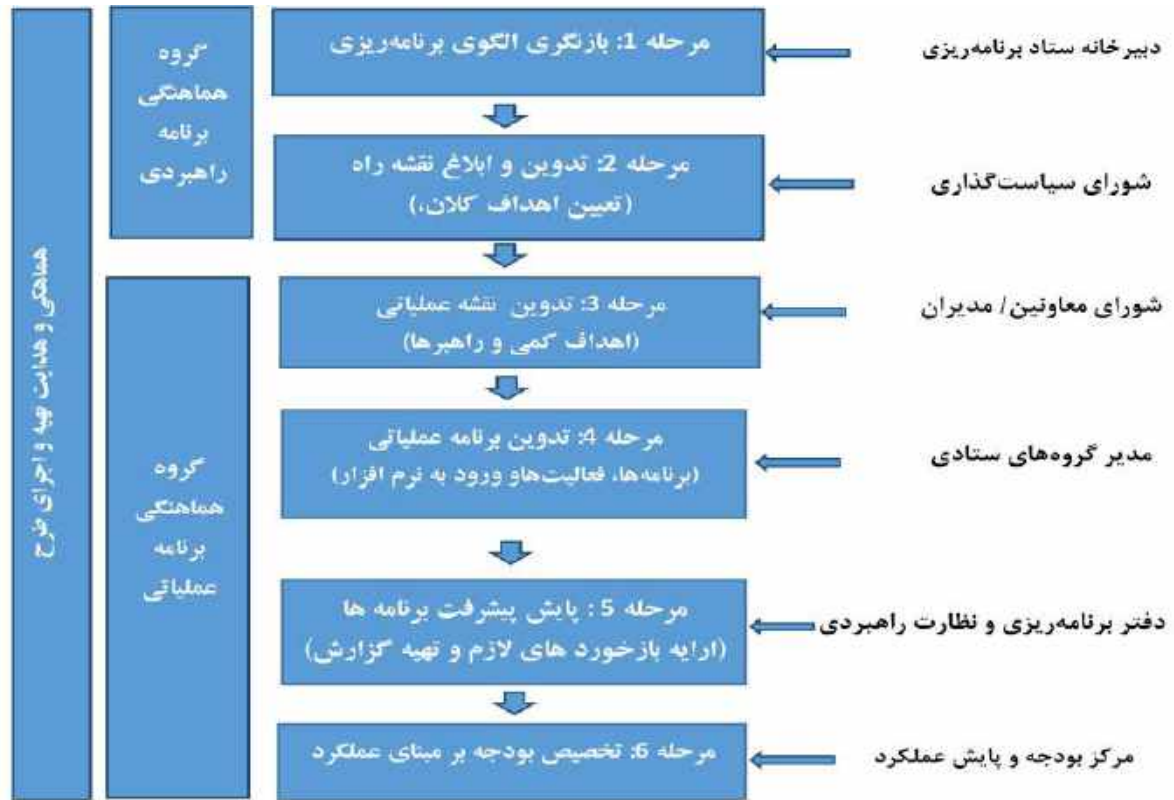 دبیرخانه ستاد برنامه‌ریزی
مرحله 1: بازنگری الگوی برنامه‌ریزی
شورای سیاست‌گذاری
مرحله 2: تدوین و ابلاغ نقشه راه
(تعیین اهداف کلان،)
شورای معاونین/ مدیران
مرحله 3: تدوین نقشه عملیاتی
(اهداف کمی و راهبرها)
مدیر گروه‌های ستادی
مرحله 4: تدوین برنامه عملیاتی
(برنامه‌ها، فعالیت‌هاو ورود به نرم افزار)
دفتر برنامه‌ریزی و نظارت راهبردی
مرحله 5 : پایش پیشرفت برنامه ها
(ارایه بازخورد های لازم و تهیه گزارش)
مرکز بودجه و پایش عملکرد
مرحله 6: تخصیص بودجه بر مبنای عملکرد
گروه
هماهنگی
برنامه
راهبردی
گروه
هماهنگی
برنامه
عملیاتی
هماهگی و هدایت تهیه و اجرای طرح